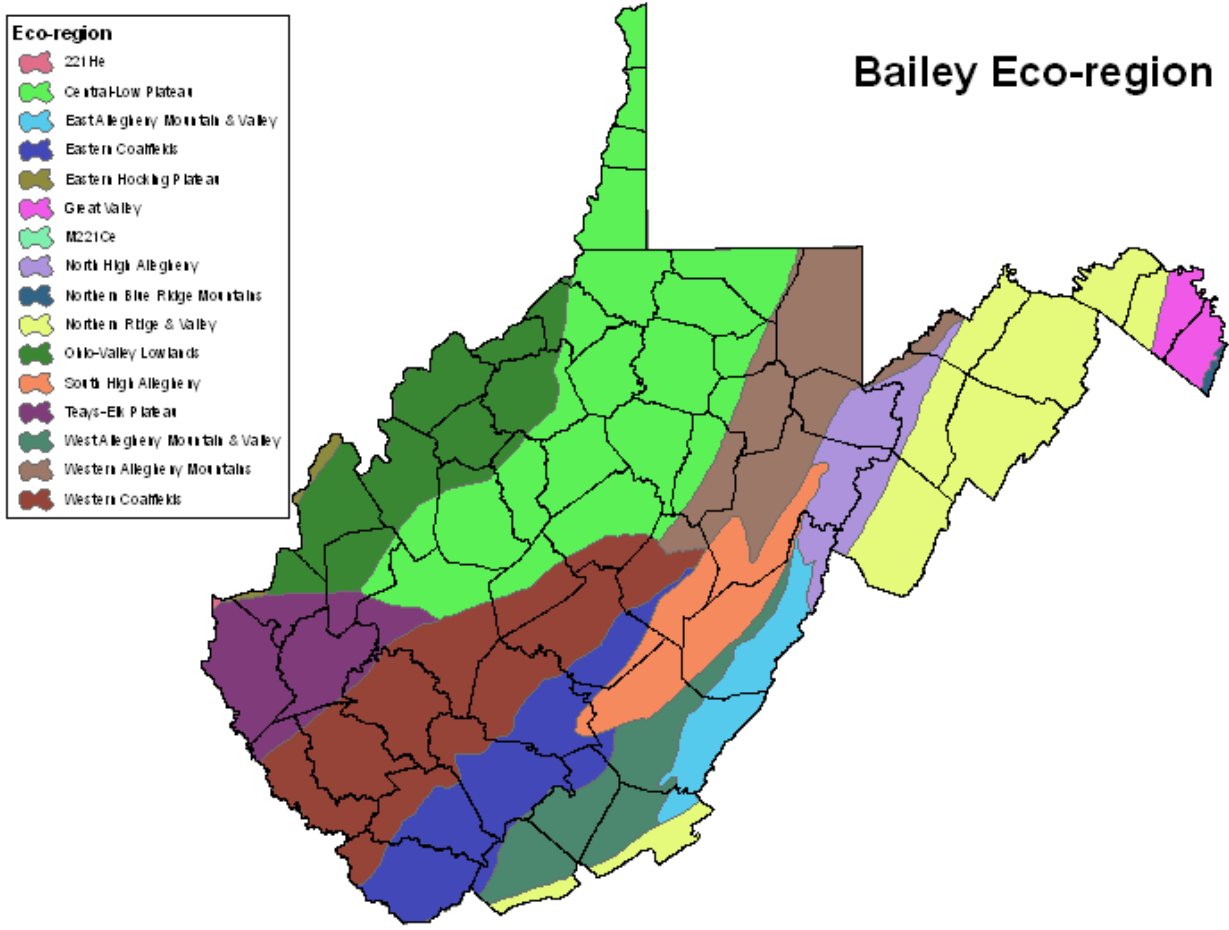 Eco-region
221He
Central-Low Plateau
East Allegheny Mountain & Valley
Eastern Coalfields
Eastern Hocking Plateau
Great Valley
M221Ce
North High Allegheny
Northern Blue Ridge Mountains
Northern Ridge & Valley
Ohio-Valley Lowlands
South High Allegheny
Teays-Elk Plateau
West Allegheny Mountain & Valley
Western Allegheny Mountains
Western Coalfields
Bailey Eco-region